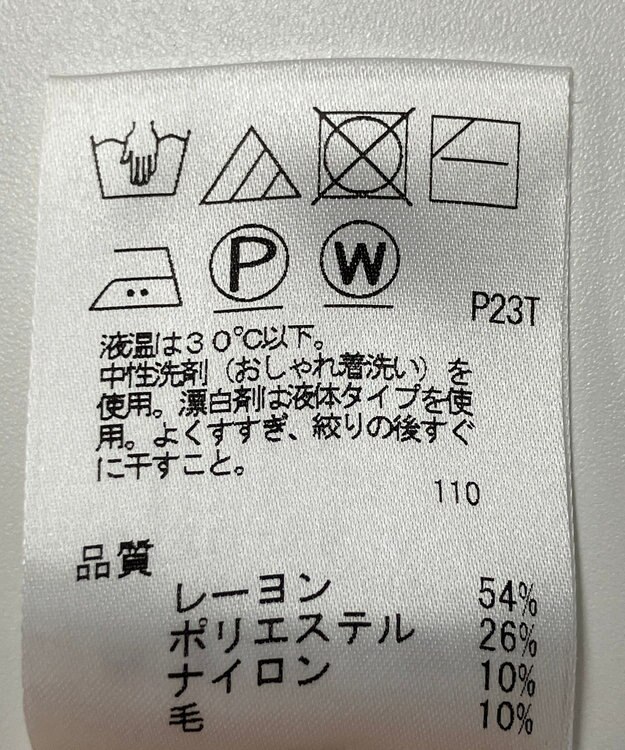 P
W
P23T
液温は30℃以下。
中性洗剤（おしゃれ着洗い）を
使用。漂白剤は液体タイプを使
用。よくすすぎ、絞りの後すぐ
に干すこと。
110
品質
レーヨン 54%
ポリエステル 26%
ナイロン 10%
毛 10%